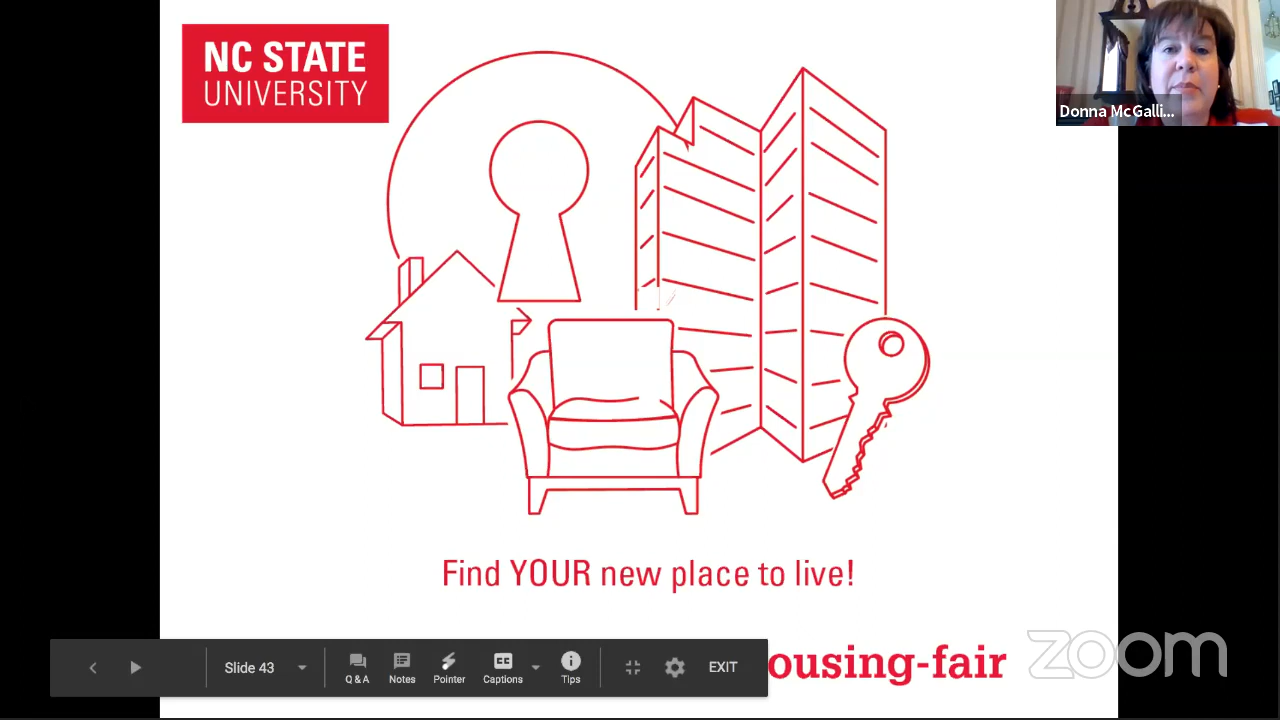 NC STATE
UNIVERSITY
Donna McGalli...
Find YOUR new place to live!
ousing-fair
zoom
Slide 43
Q & A
Notes
Pointer
CC
Captions
Tips
EXIT